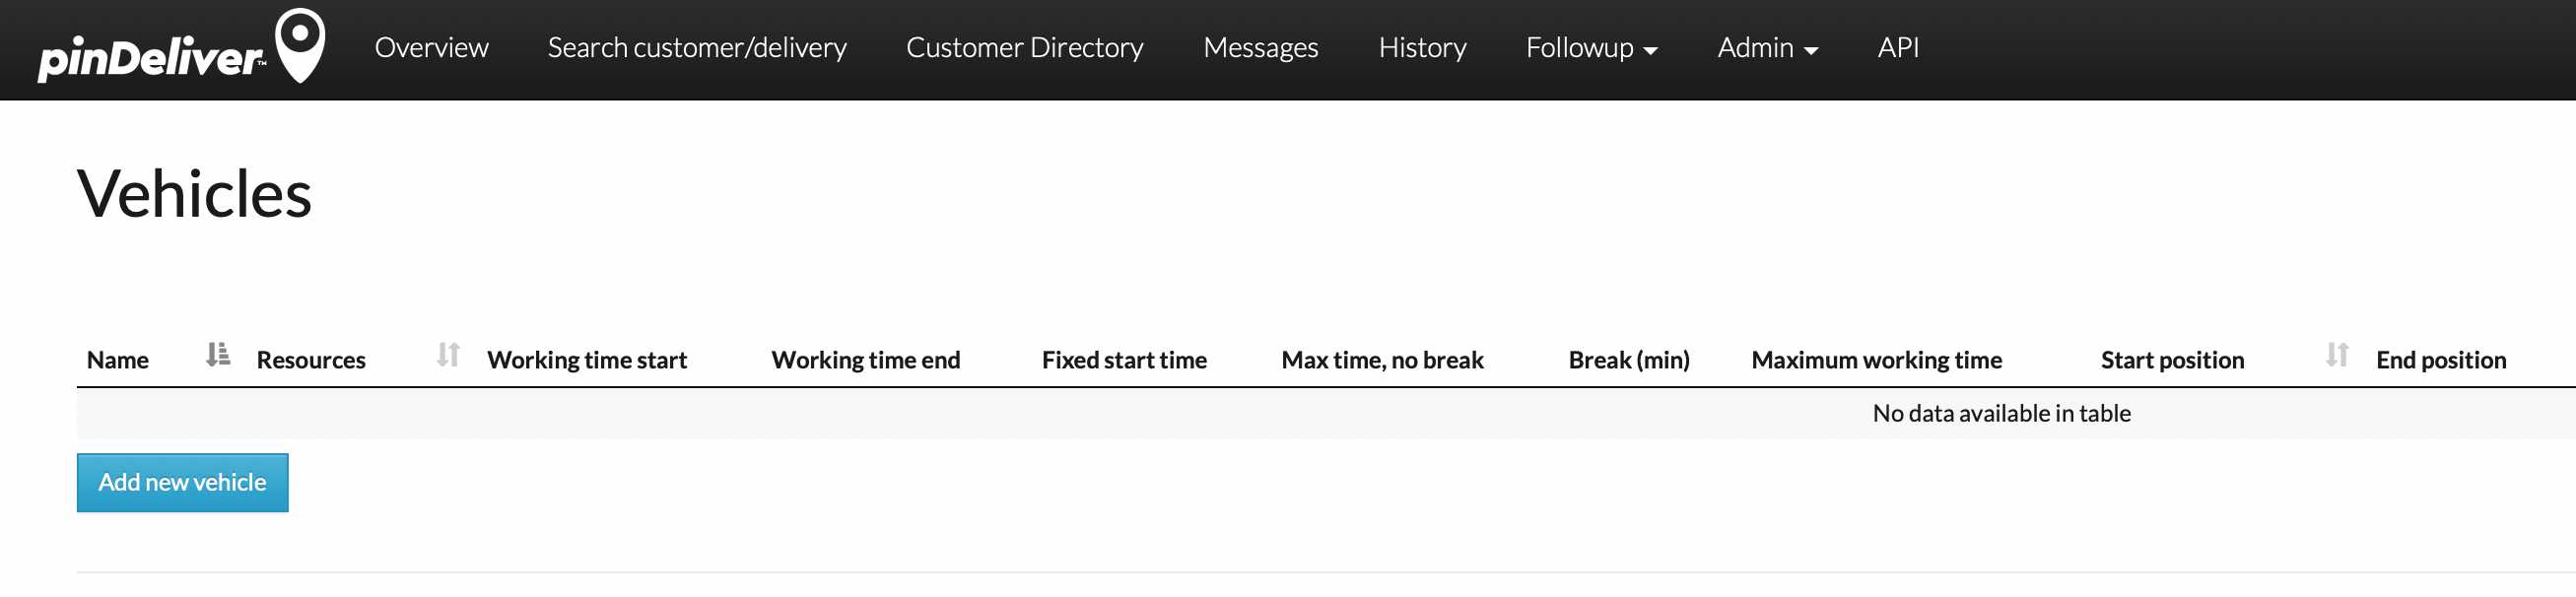 pinDeliver™ Overview Search customer/delivery Customer Directory Messages History Followup Admin API
Vehicles
Name Resources Working time start Working time end Fixed start time Max time, no break Break (min) Maximum working time Start position End position
No data available in table
Add new vehicle